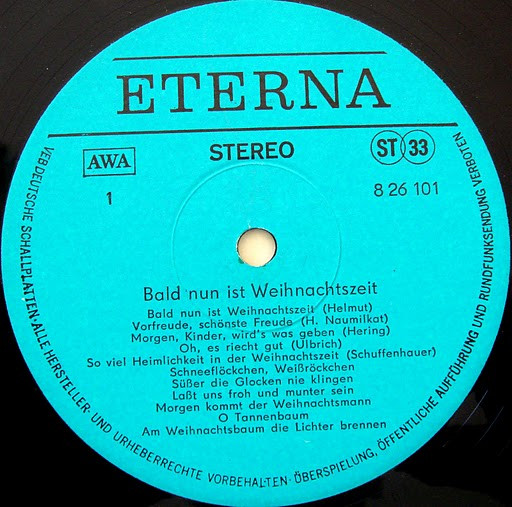 ETERNA
AWA
STEREO
ST 33
1
8 26 101
Bald nun ist Weihnachtszeit
Bald nun ist Weihnachtszeit (Helmut)
Vorfreude, schönste Freude (H. Naumilkat)
Morgen, Kinder, wird's was geben (Hering)
Oh, es riecht gut (Ulbrich)
So viel Heimlichkeit in der Weihnachtszeit (Schuffenhauer)
Schneeflöckchen, Weißröckchen
Süßer die Glocken nie klingen
Laßt uns froh und munter sein
Morgen kommt der Weihnachtsmann
O Tannenbaum
Am Weihnachtsbaum die Lichter brennen
VEB DEUTSCHE SCHALLPLATTEN · ALLE HERSTELLER- UND URHEBERRECHTE VORBEHALTEN · ÜBERSPIELUNG, ÖFFENTLICHE AUFFÜHRUNG UND RUNDFUNKSENDUNG VERBOTEN